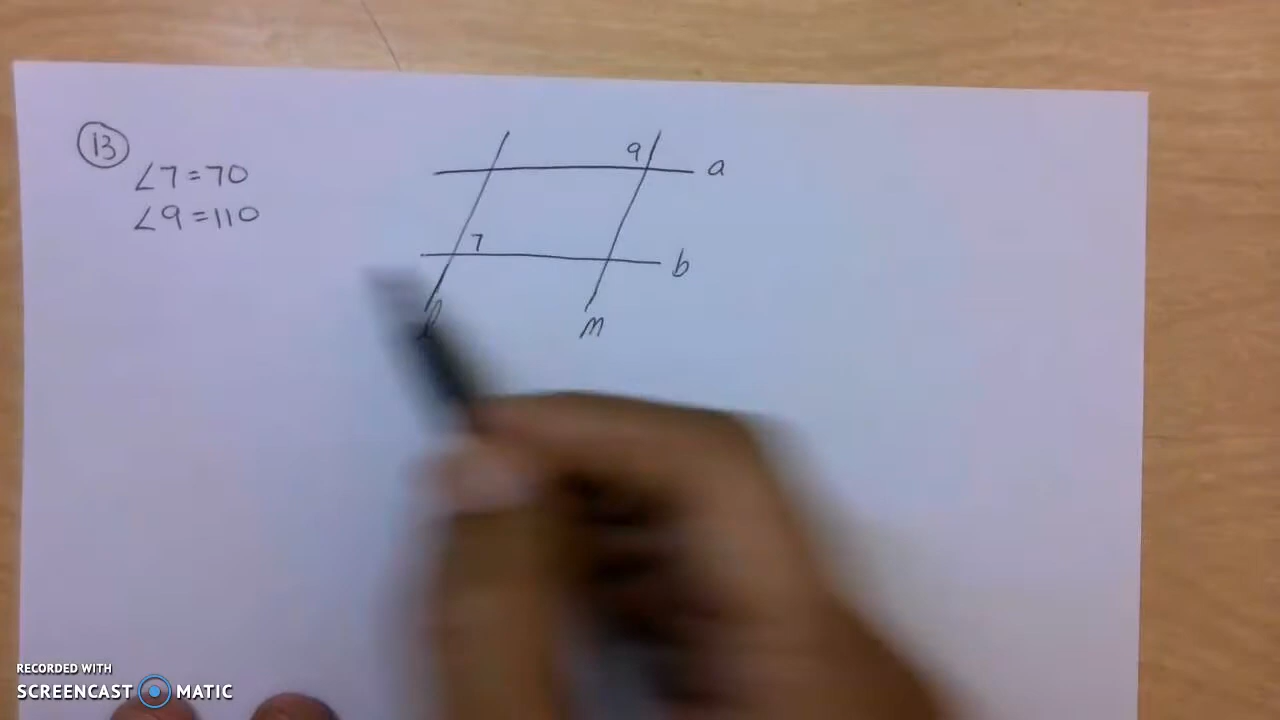 13
∠7=70
∠9=110
9
a
7
b
l
m
RECORDED WITH
SCREENCAST MATIC